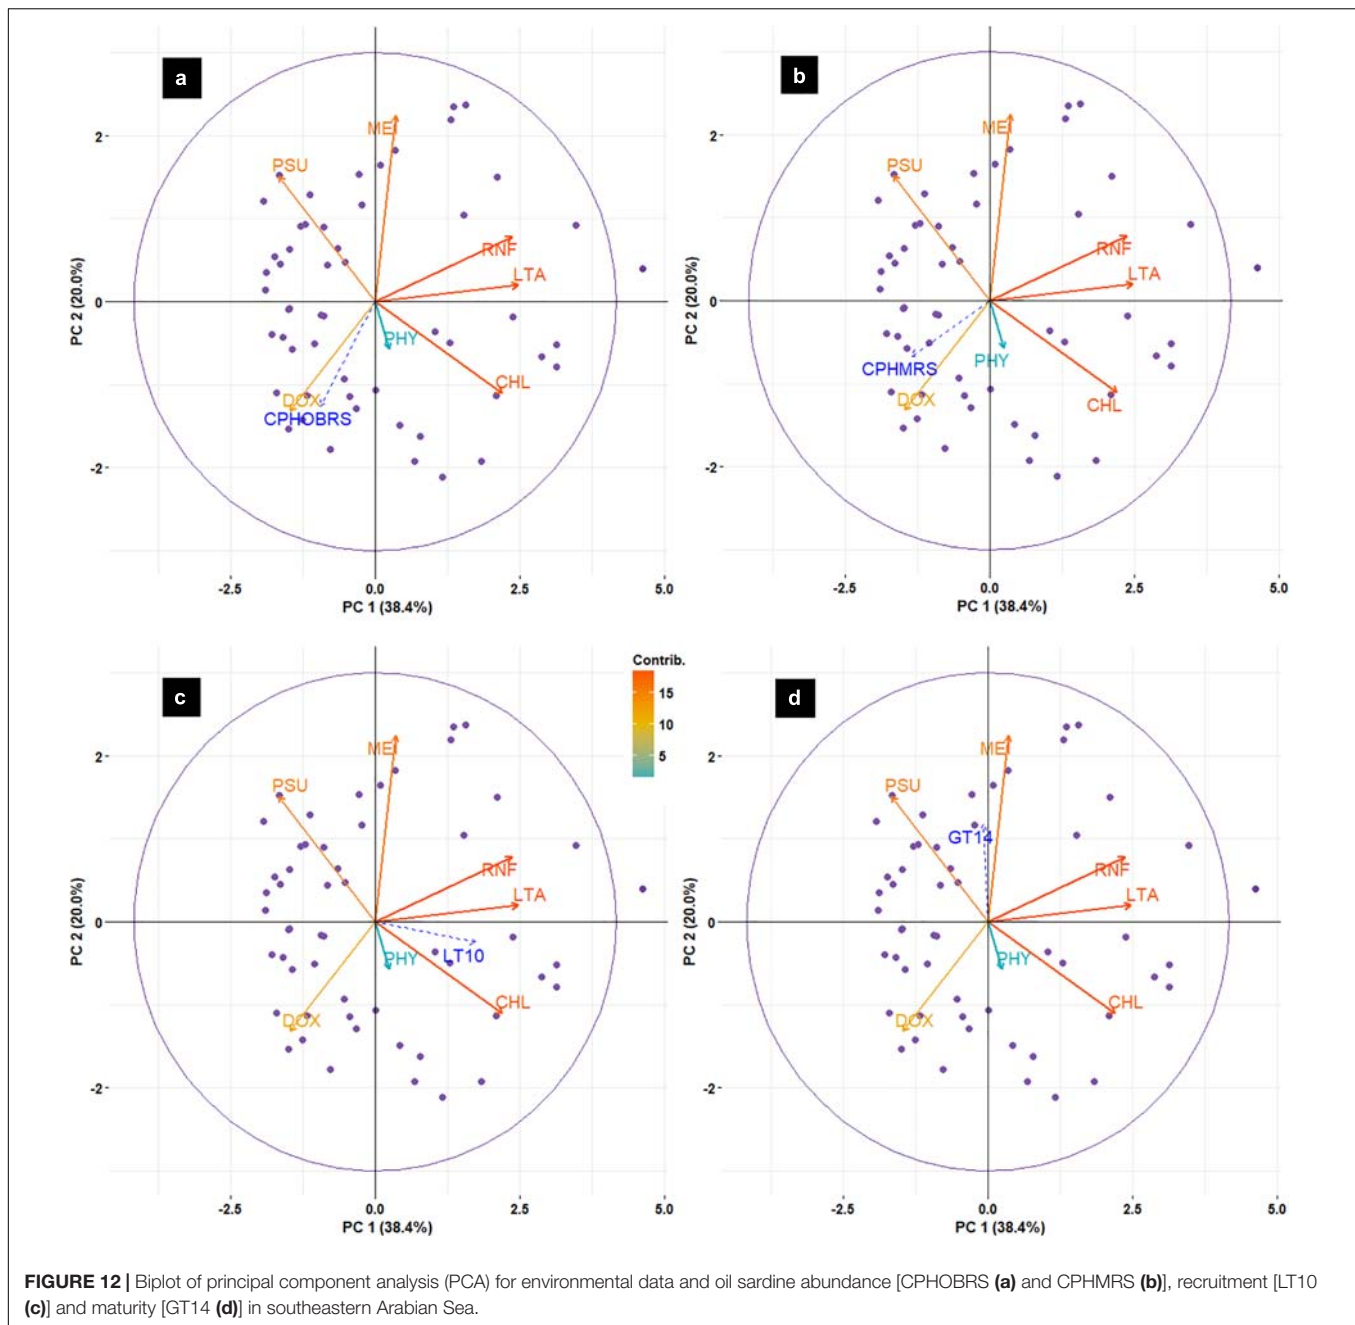 a
MEI
PSU
RNF
LTA
PHY
CHL
DOX
CPHOBRS
PC 2 (20.0%)
2
0
-2
-2.5 0.0 2.5 5.0
PC 1 (38.4%)
b
MEI
PSU
RNF
LTA
CPHMRS
PHY
DOX
CHL
PC 2 (20.0%)
2
0
-2
-2.5 0.0 2.5 5.0
PC 1 (38.4%)
Contrib.
15
10
5
c
MEI
PSU
RNF
LTA
LT10
PHY
CHL
DOX
PC 2 (20.0%)
2
0
-2
-2.5 0.0 2.5 5.0
PC 1 (38.4%)
d
MEI
PSU
GT14
RNF
LTA
PHY
CHL
DOX
PC 2 (20.0%)
2
0
-2
-2.5 0.0 2.5 5.0
PC 1 (38.4%)
FIGURE 12 | Biplot of principal component analysis (PCA) for environmental data and oil sardine abundance [CPHOBRS (a) and CPHMRS (b)], recruitment [LT10
(c)] and maturity [GT14 (d)] in southeastern Arabian Sea.